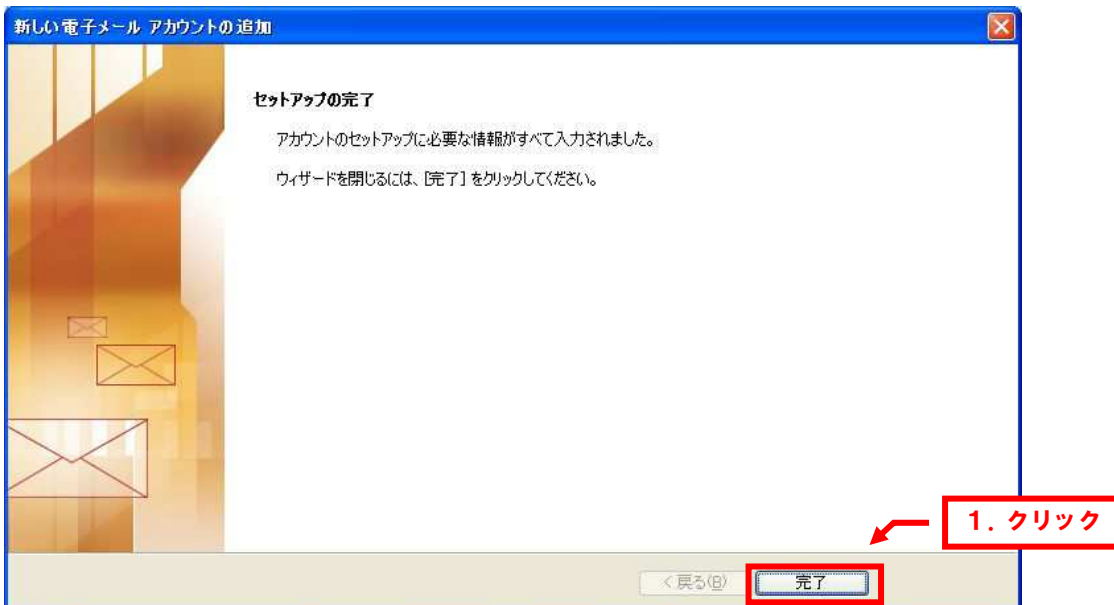 新しい電子メール アカウントの追加
セットアップの完了
アカウントのセットアップに必要な情報がすべて入力されました。
ウィザードを閉じるには、[完了] をクリックしてください。
1. クリック
< 戻る(B)
完了